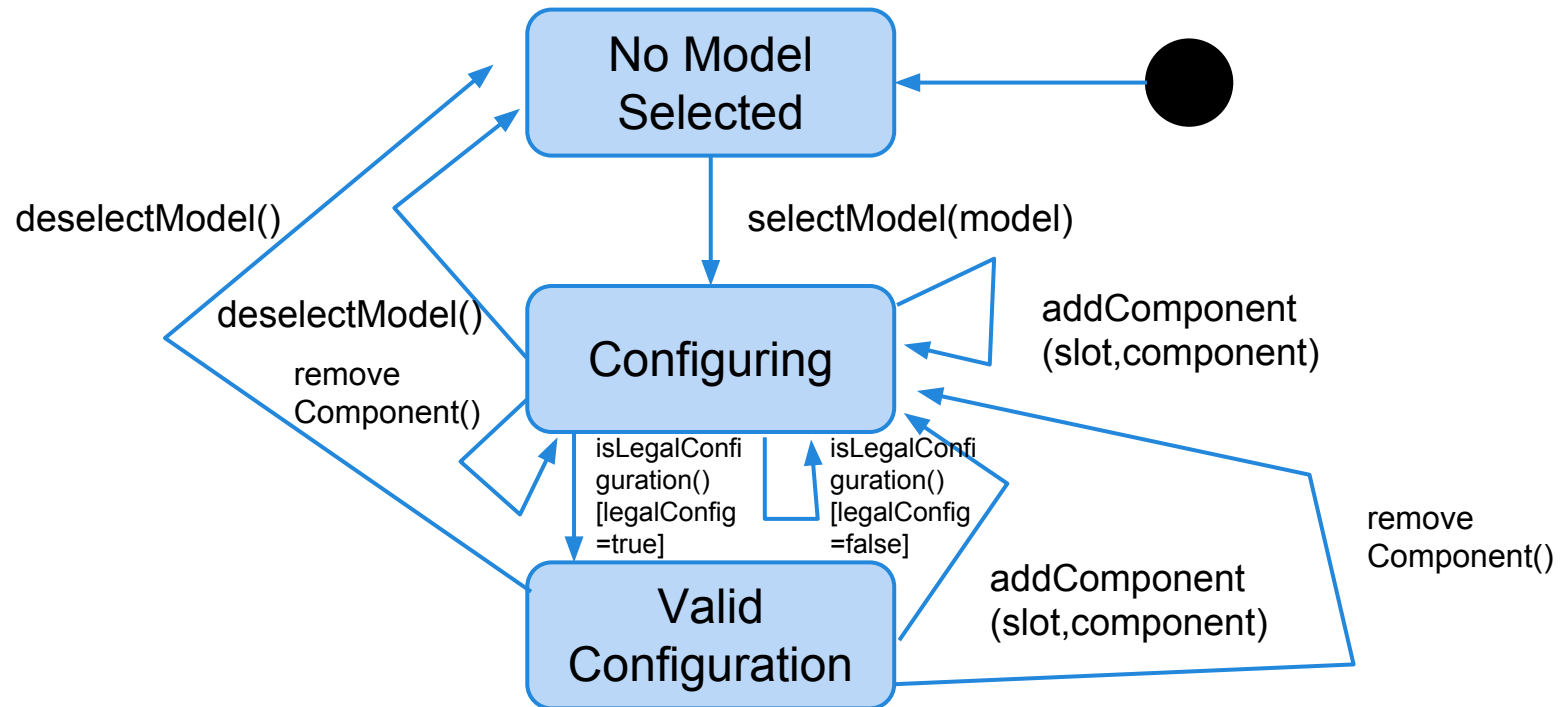 No Model
Selected
deselectModel()
selectModel(model)
deselectModel()
addComponent
(slot,component)
Configuring
remove
Component()
isLegalConfi
guration()
[legalConfig
=true]
isLegalConfi
guration()
[legalConfig
=false]
remove
Component()
addComponent
(slot,component)
Valid
Configuration